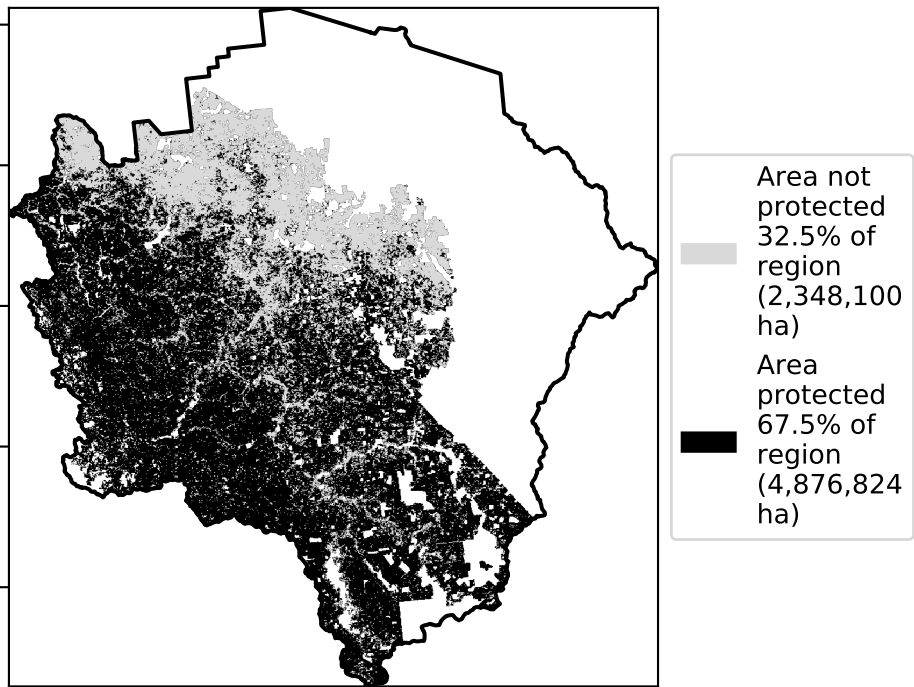 Area not
protected
32.5% of
region
(2,348,100
ha)
Area
protected
67.5% of
region
(4,876,824
ha)